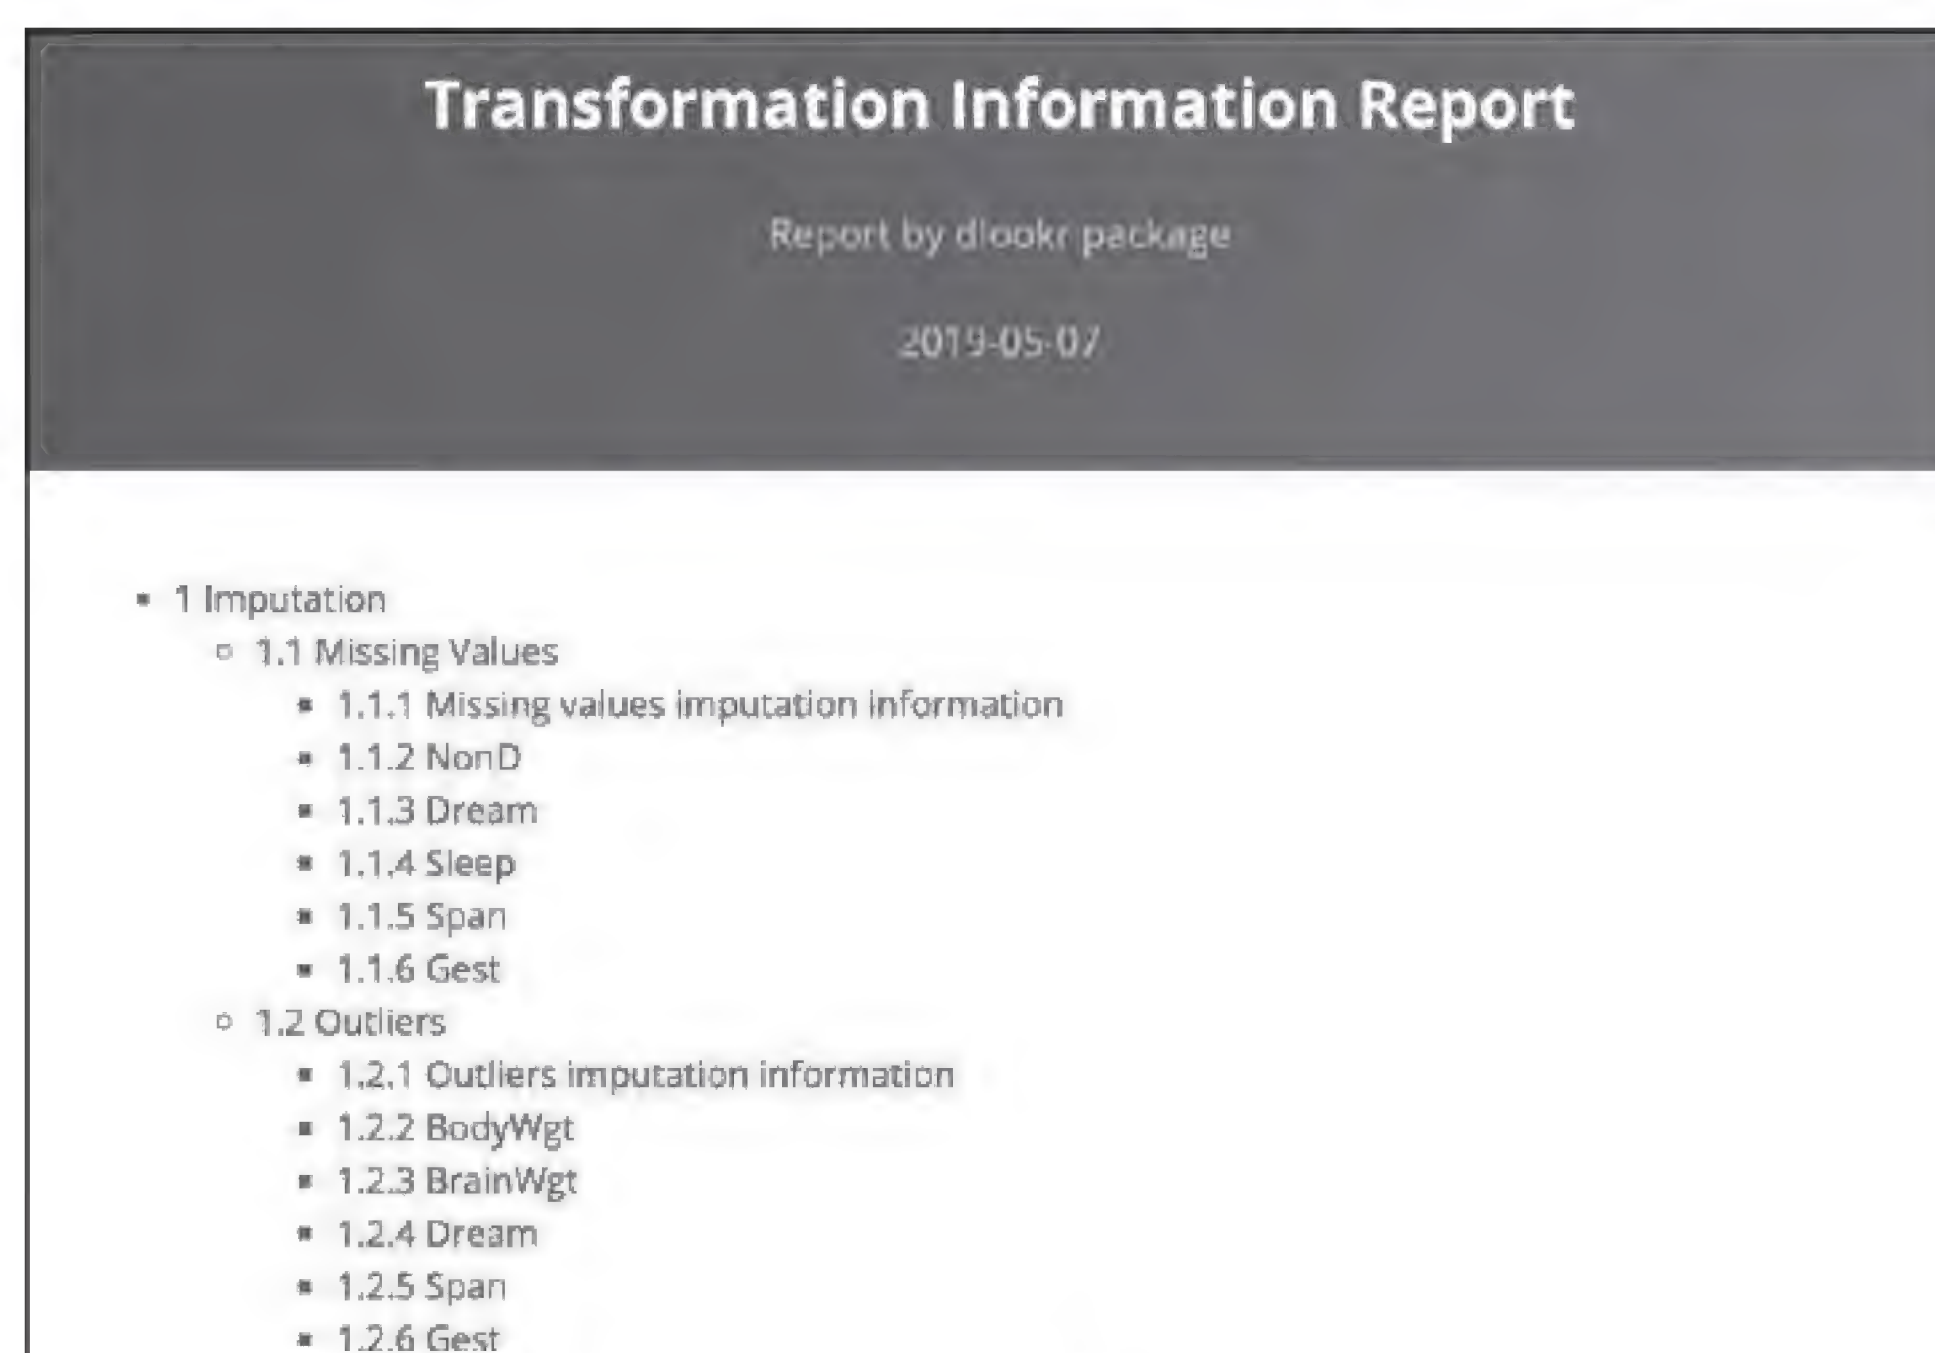 Transformation Information Report
Report by dlookr package
2019-05-07
1 Imputation
1.1 Missing Values
1.1.1 Missing values imputation information
1.1.2 NonD
1.1.3 Dream
1.1.4 Sleep
1.1.5 Span
1.1.6 Gest
1.2 Outliers
1.2.1 Outliers imputation information
1.2.2 BodyWgt
1.2.3 BrainWgt
1.2.4 Dream
1.2.5 Span
1.2.6 Gest